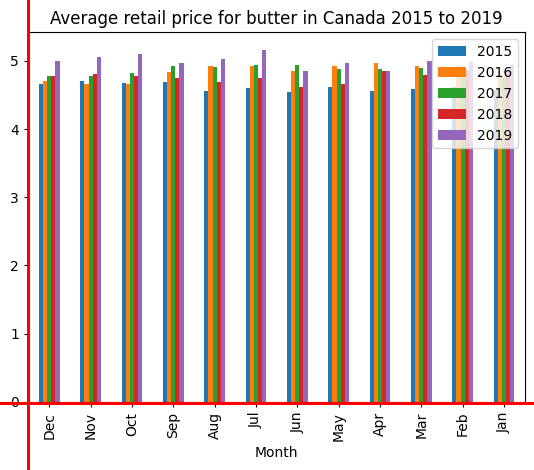 Average retail price for butter in Canada 2015 to 2019
2015
2016
2017
2018
2019
5
4
3
2
1
0
Dec
Nov
Oct
Sep
Aug
Jul
Jun
May
Apr
Mar
Feb
Jan
Month